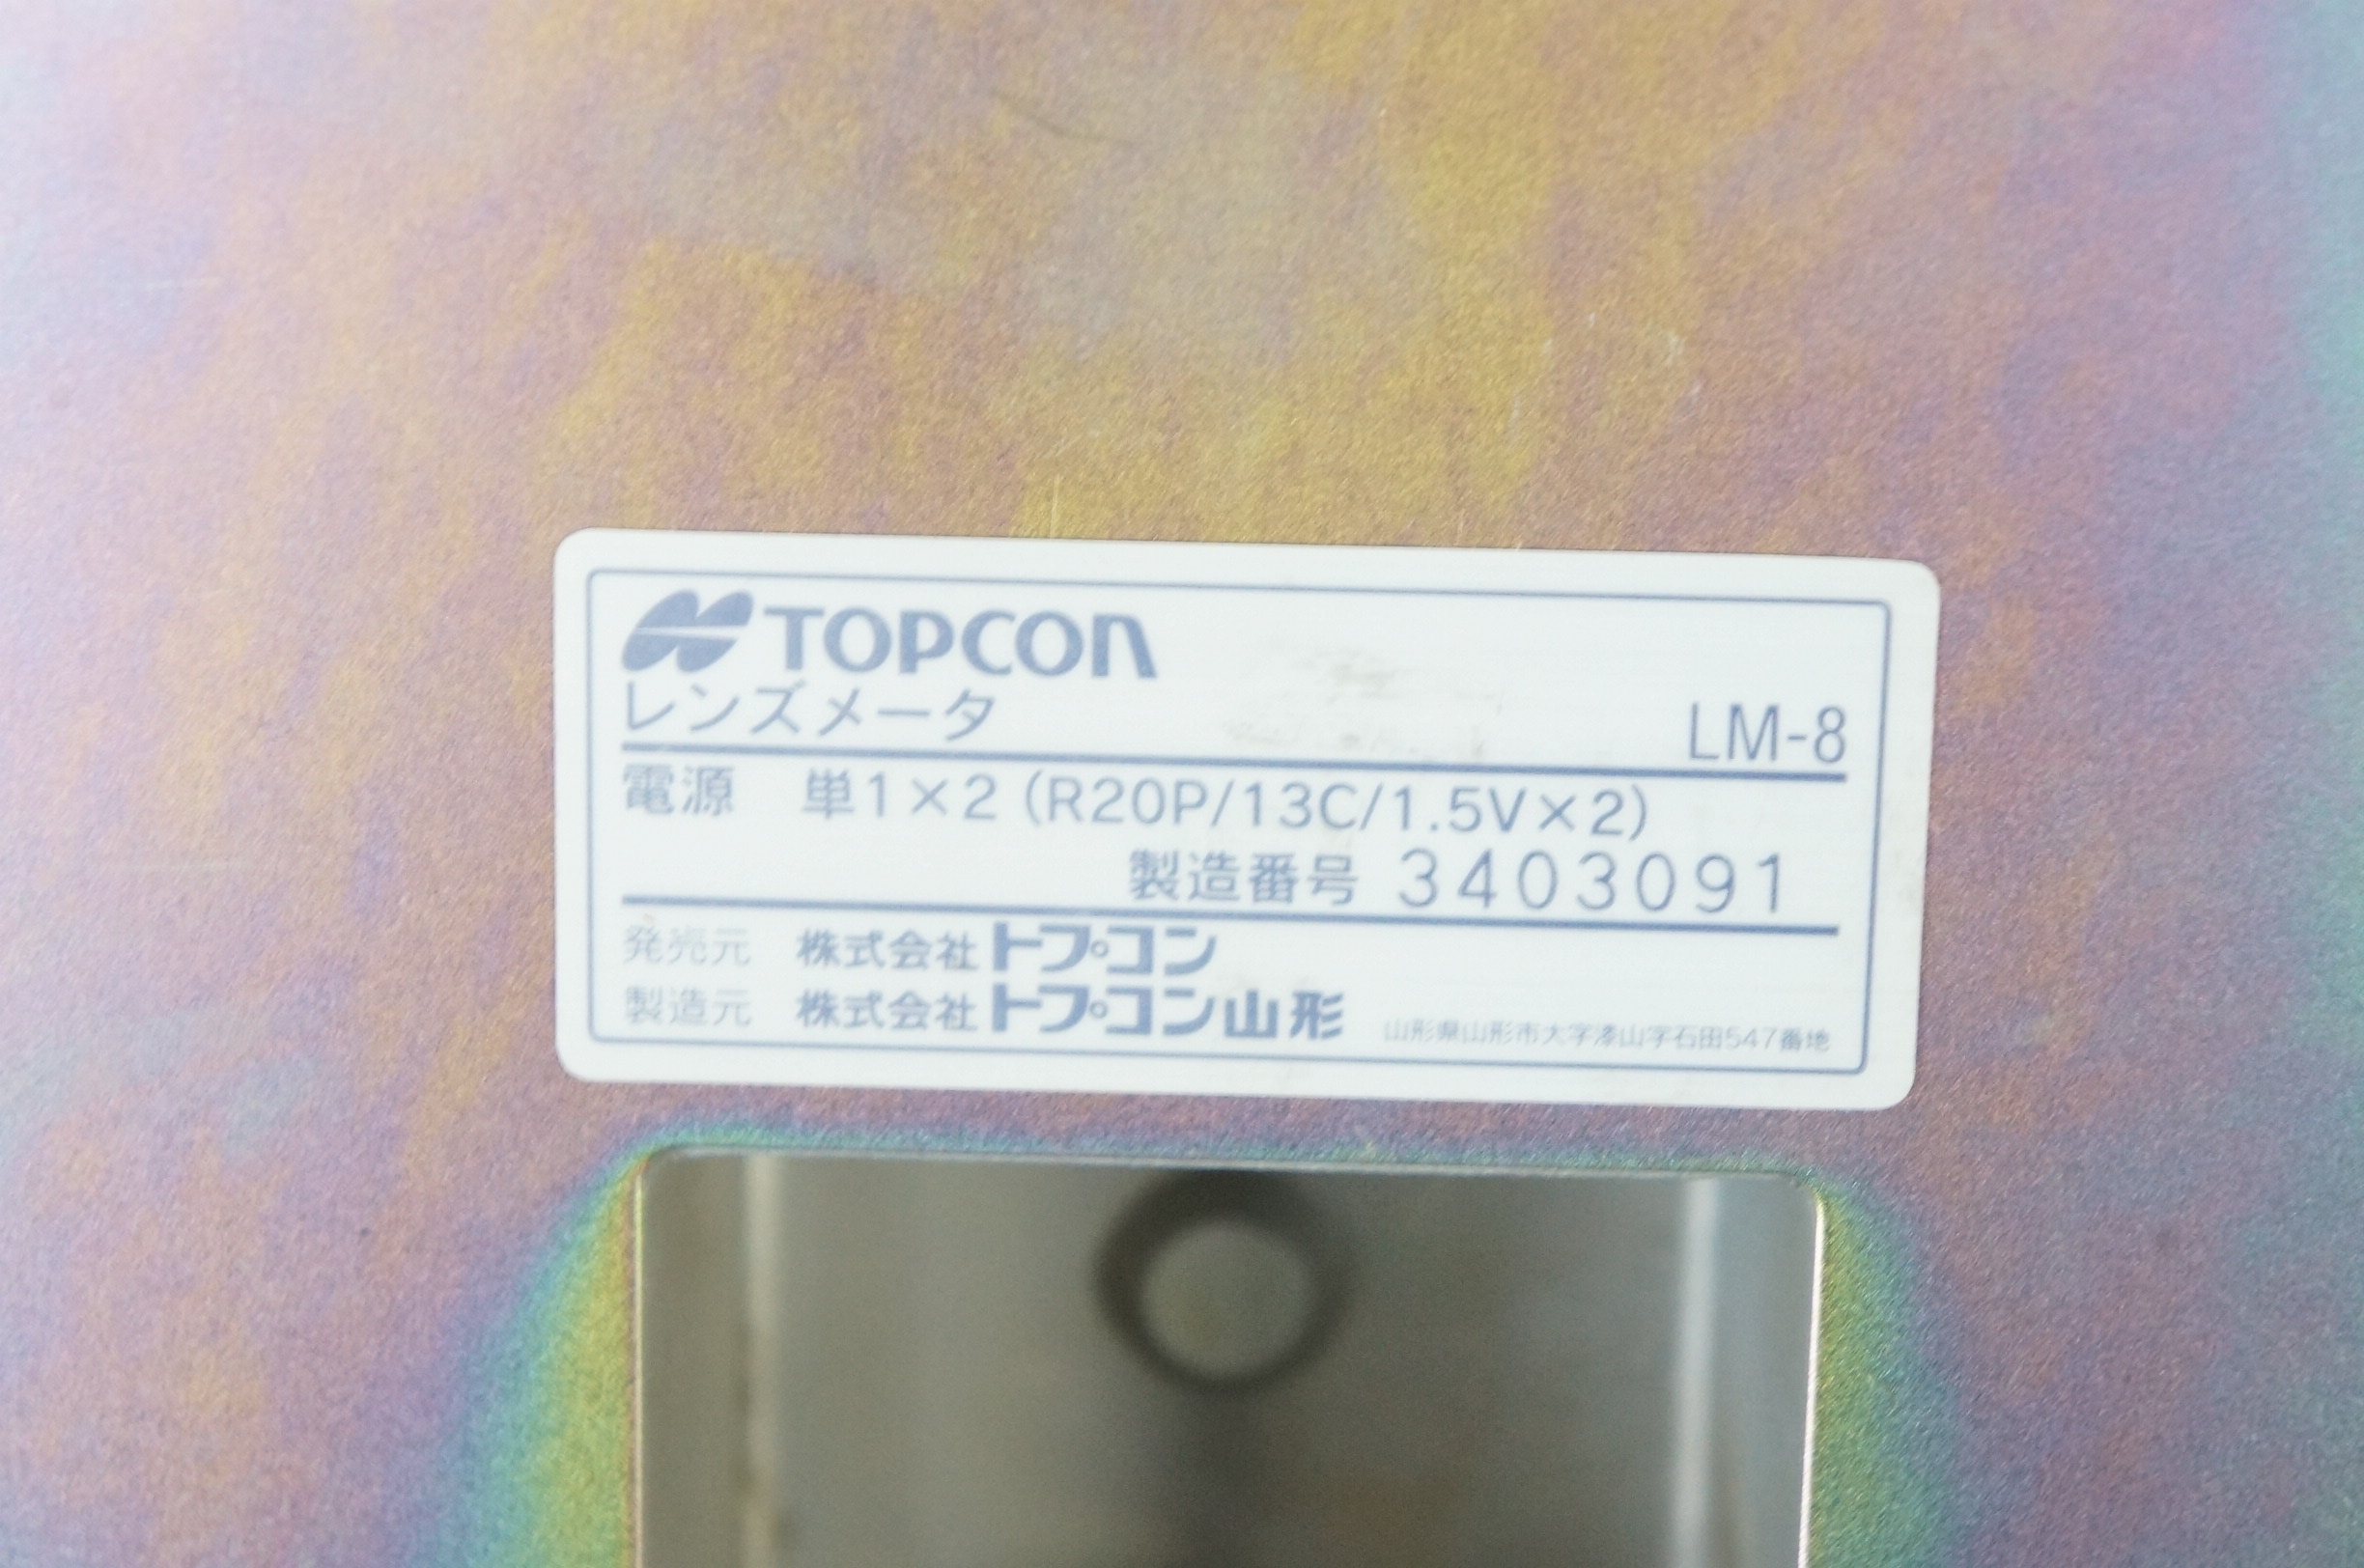 TOPCON
レンズメータ LM-8
電源 単1×2 (R20P/13C/1.5V×2)
製造番号 3403091
発売元 株式会社トプコン
製造元 株式会社トプコン山形 山形県山形市大字漆山字石田547番地